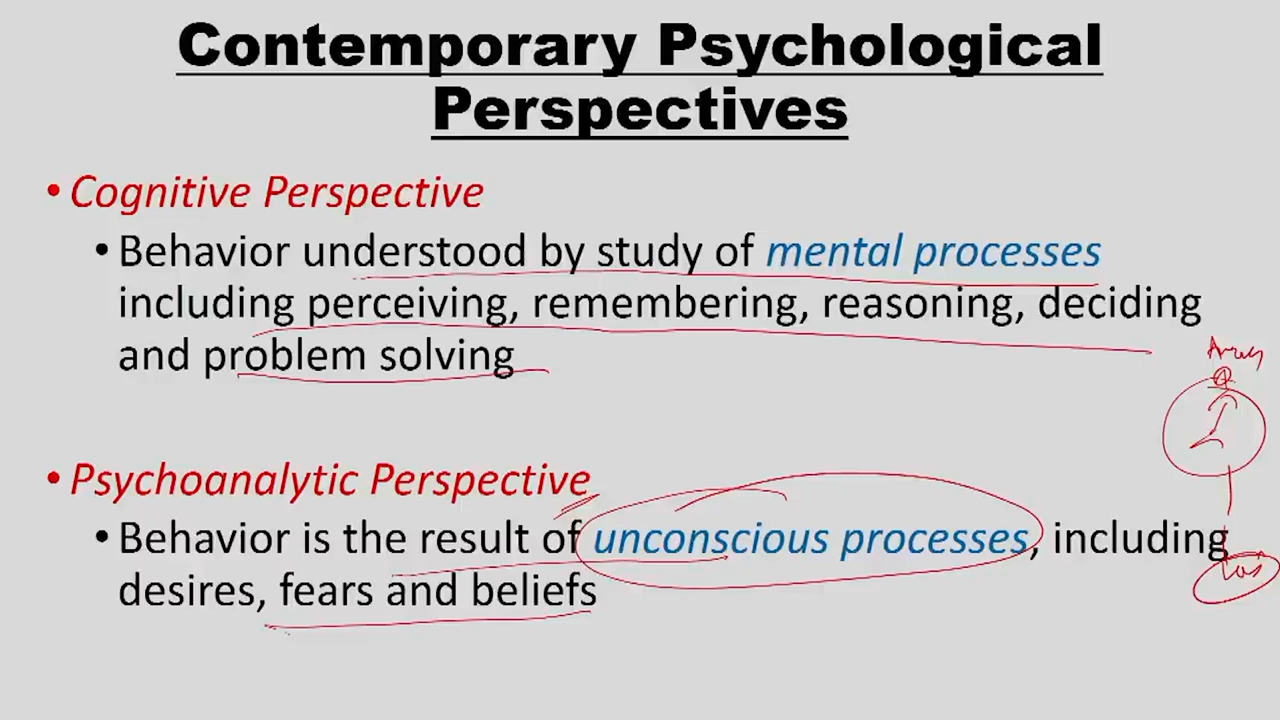 Contemporary Psychological
Perspectives
• Cognitive Perspective
• Behavior understood by study of mental processes
including perceiving, remembering, reasoning, deciding
and problem solving
• Psychoanalytic Perspective
• Behavior is the result of unconscious processes, including
desires, fears and beliefs